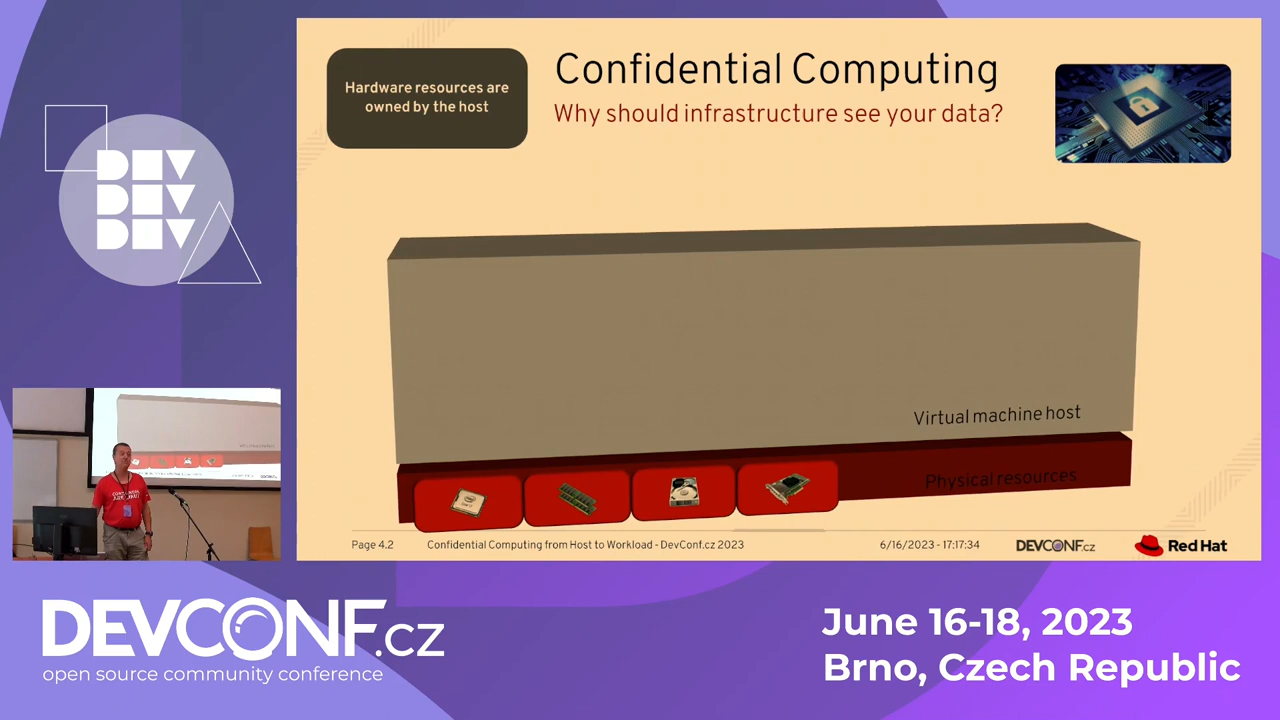 DEV
DEV
DEV
Hardware resources are
owned by the host
Confidential Computing
Why should infrastructure see your data?
Virtual machine host
Physical resources
Page 4.2
Confidential Computing from Host to Workload - DevConf.cz 2023
6/16/2023 - 17:17:34
DEVCONF.cz
Red Hat
DEVCONF.cz
open source community conference
June 16-18, 2023
Brno, Czech Republic